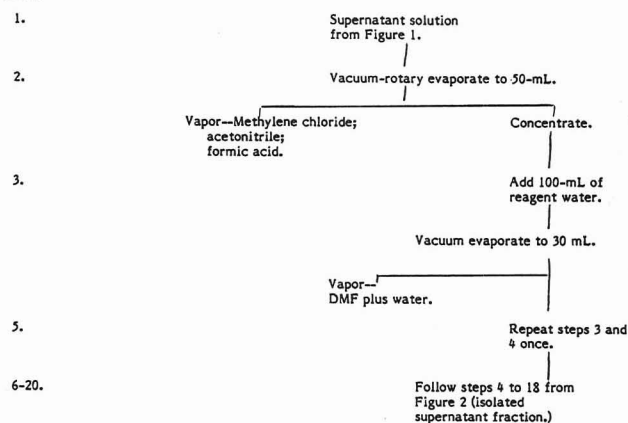 1.
Supernatant solution
from Figure 1.
2.
Vacuum-rotary evaporate to 50-mL.
Vapor--Methylene chloride;
acetonitrile;
formic acid.
Concentrate.
3.
Add 100-mL of
reagent water.
Vacuum evaporate to 30 mL.
Vapor--
DMF plus water.
5.
Repeat steps 3 and
4 once.
6-20.
Follow steps 4 to 18 from
Figure 2 (isolated
supernatant fraction.)